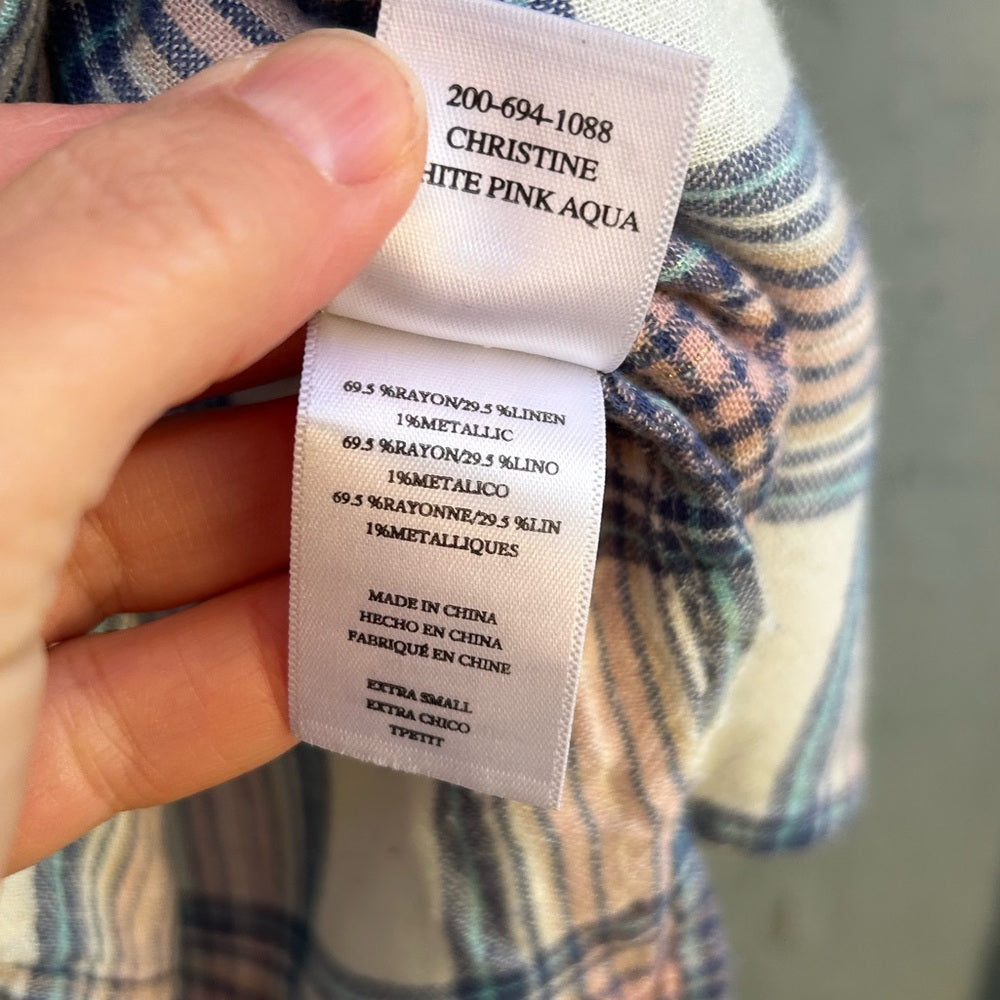 200-694-1088
CHRISTINE
PINK AQUA
69.5 %RAYON/29.5 %LINEN
1%METALLIC
69.5 %RAYON/29.5 %LINO
1%METALICO
69.5 %RAYONNE/29.5 %LIN
1%METALLIQUES
MADE IN CHINA
HECHO EN CHINA
FABRIQUÉ EN CHINE
EXTRA SMALL
EXTRA CHICO
TPETIT